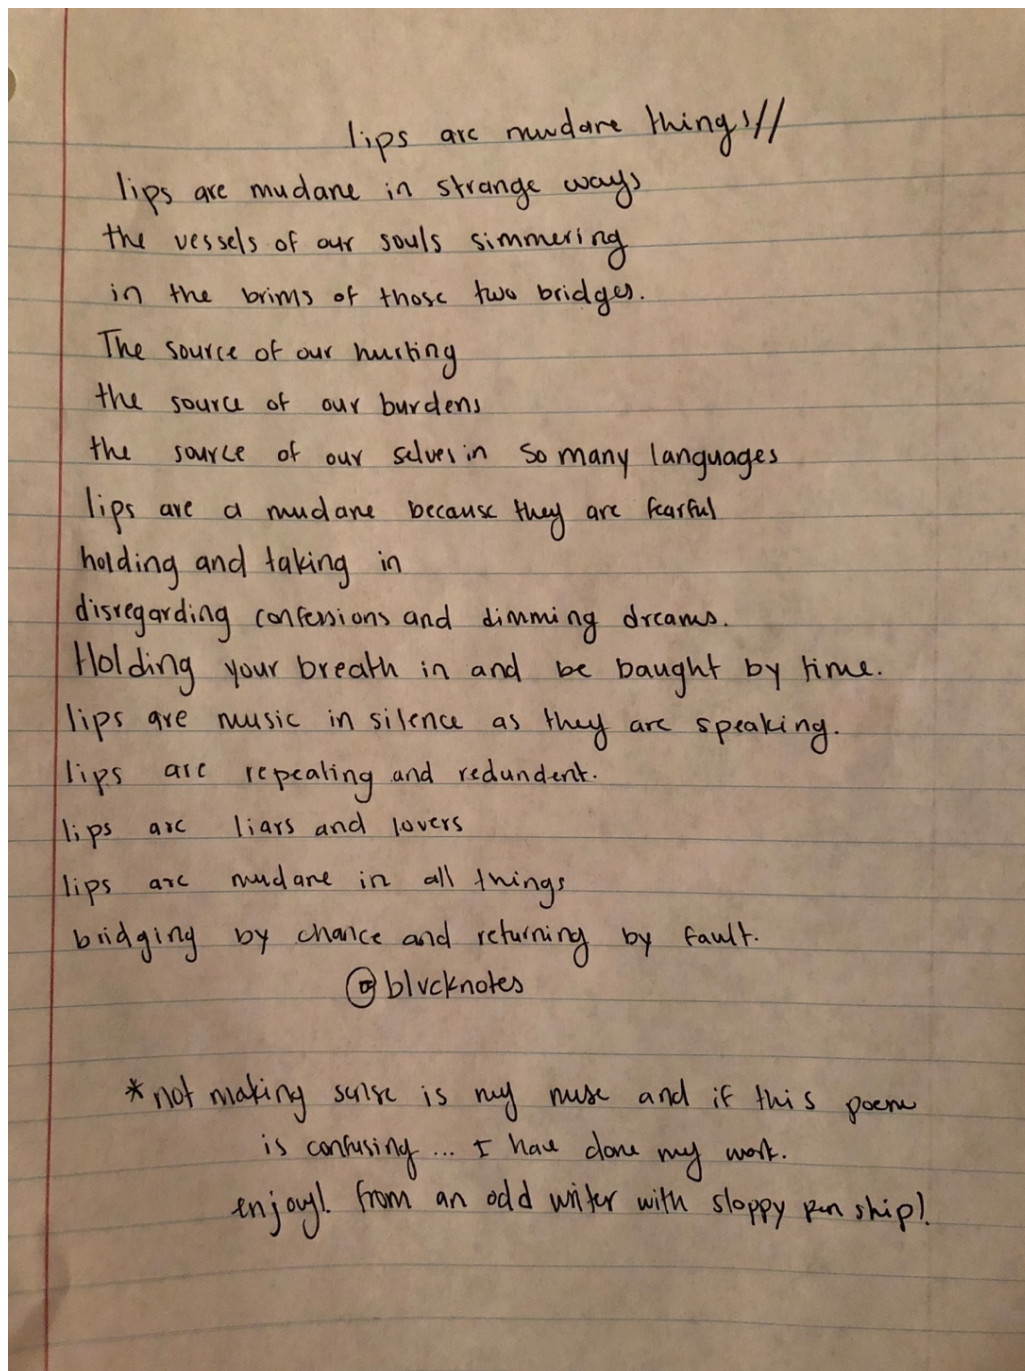 lips are mudane things//
lips are mudane in strange ways
the vessels of our souls simmering
in the brims of those two bridges.
The source of our hurting
the source of our burdens
the source of our selves in so many languages
lips are a mudane because they are fearful
holding and taking in
disregarding confessions and dimming dreams.
Holding your breath in and be baught by time.
lips are music in silence as they are speaking.
lips are repeating and redundent.
lips are liars and lovers
lips are mudane in all things
bridging by chance and returning by fault.
@blvcknotes
*not making sense is my muse and if this poem
is confusing... I have done my work.
enjoy! from an odd writer with sloppy pen ship!